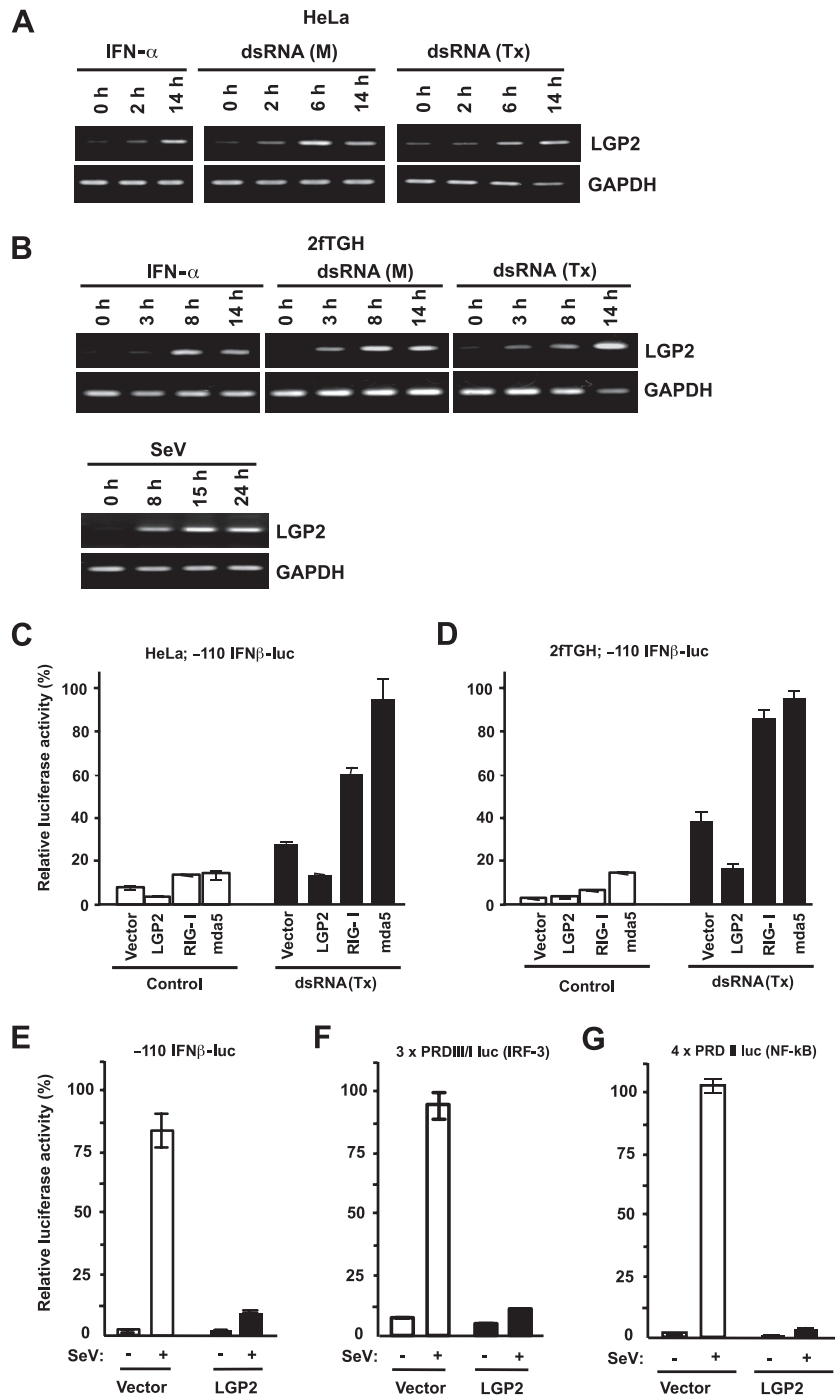 A
HeLa
IFN-α
dsRNA (M)
dsRNA (Tx)
0 h
2 h
14 h
0 h
2 h
6 h
14 h
0 h
2 h
6 h
14 h
LGP2
GAPDH
B
2fTGH
IFN-α
dsRNA (M)
dsRNA (Tx)
0 h
3 h
8 h
14 h
0 h
3 h
8 h
14 h
0 h
3 h
8 h
14 h
LGP2
GAPDH
SeV
0 h
8 h
15 h
24 h
LGP2
GAPDH
C
HeLa; –110 IFNβ-luc
Relative luciferase activity (%)
100
80
60
40
20
0
Vector
LGP2
RIG- I
mda5
Vector
LGP2
RIG- I
mda5
Control
dsRNA(Tx)
D
2fTGH; –110 IFNβ-luc
100
80
60
40
20
0
Vector
LGP2
RIG- I
mda5
Vector
LGP2
RIG- I
mda5
Control
dsRNA(Tx)
E
–110 IFNβ-luc
Relative luciferase activity (%)
100
75
50
25
0
SeV: - + - +
Vector LGP2
F
3 x PRDIII/I luc (IRF-3)
100
75
50
25
0
SeV: - + - +
Vector LGP2
G
4 x PRD II luc (NF-kB)
100
75
50
25
0
SeV: - + - +
Vector LGP2